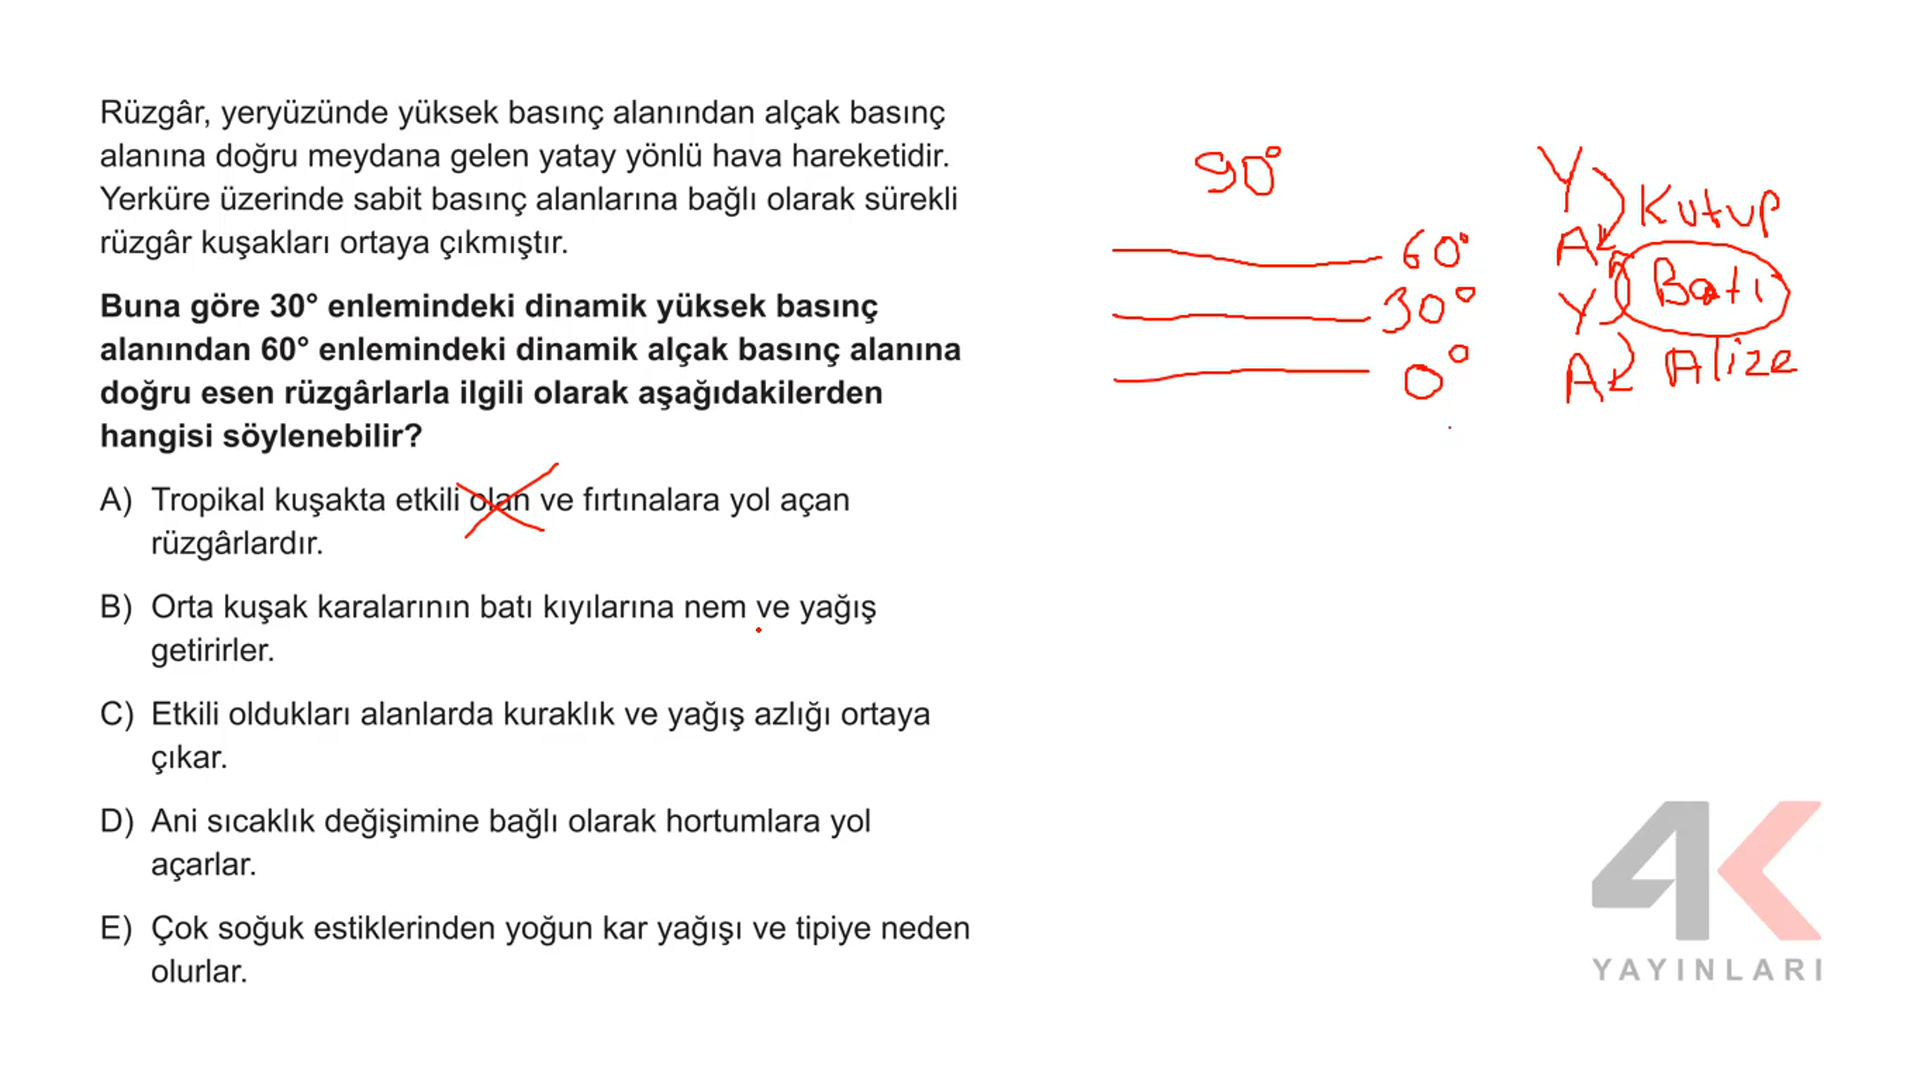 Rüzgâr, yeryüzünde yüksek basınç alanından alçak basınç
alanına doğru meydana gelen yatay yönlü hava hareketidir.
Yerküre üzerinde sabit basınç alanlarına bağlı olarak sürekli
rüzgâr kuşakları ortaya çıkmıştır.
Buna göre 30° enlemindeki dinamik yüksek basınç
alanından 60° enlemindeki dinamik alçak basınç alanına
doğru esen rüzgârlarla ilgili olarak aşağıdakilerden
hangisi söylenebilir?
A) Tropikal kuşakta etkili olan ve fırtınalara yol açan
rüzgârlardır.
B) Orta kuşak karalarının batı kıyılarına nem ve yağış
getirirler.
C) Etkili oldukları alanlarda kuraklık ve yağış azlığı ortaya
çıkar.
D) Ani sıcaklık değişimine bağlı olarak hortumlara yol
açarlar.
E) Çok soğuk estiklerinden yoğun kar yağışı ve tipiye neden
olurlar.
90° Y
Kutup
60° A
30° Y Batı
0° A Alize
4K
YAYINLARI